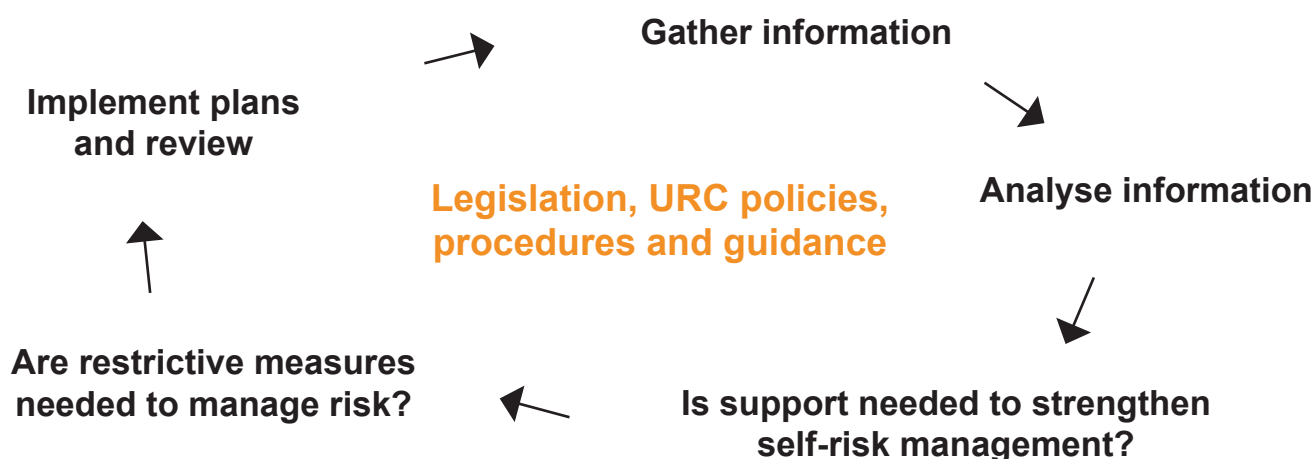 Gather information
Implement plans
and review
Analyse information
Legislation, URC policies,
procedures and guidance
Are restrictive measures
needed to manage risk?
Is support needed to strengthen
self-risk management?